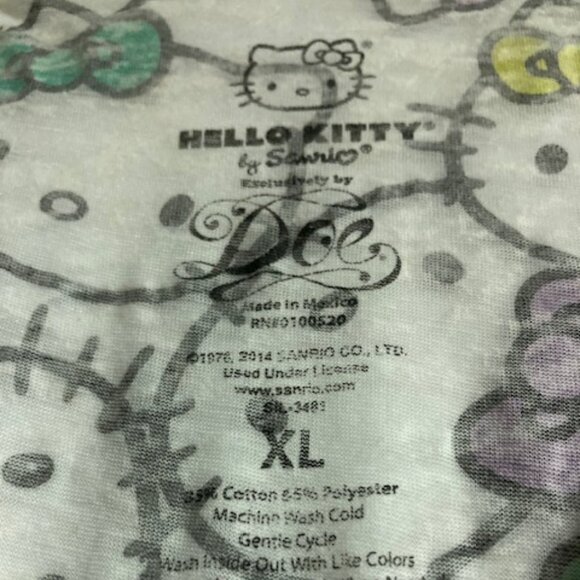 HELLO KITTY®
by Sanrio®
Exclusively by
Doe
Made in Mexico
RN#0100520
©1976, 2014 SANRIO CO., LTD.
Used Under License
www.sanrio.com
SIL-3481
XL
35% Cotton 65% Polyester
Machine Wash Cold
Gentle Cycle
Wash Inside Out With Like Colors